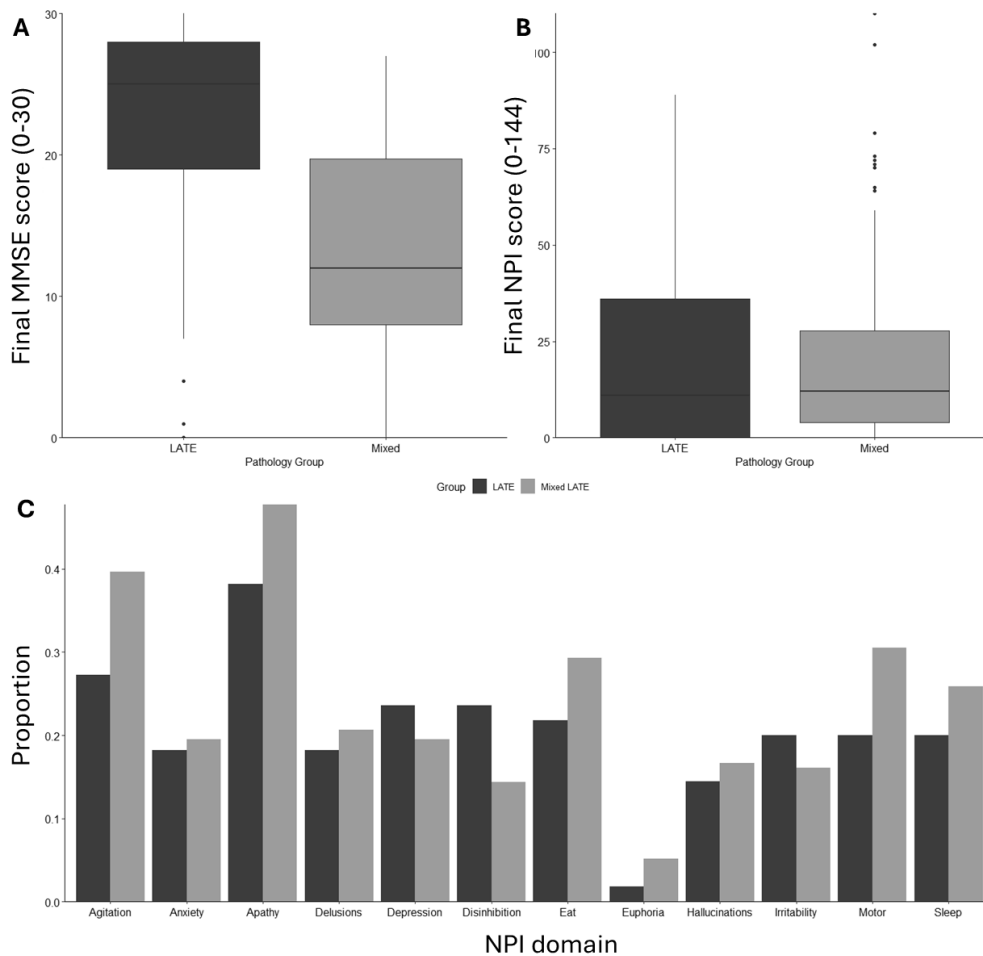 A
Final MMSE score (0-30)
30
20
10
0
LATE
Mixed
Pathology Group
B
Final NPI score (0-144)
100
75
50
25
0
LATE
Mixed
Pathology Group
Group LATE Mixed LATE
C
Proportion
0.4
0.3
0.2
0.1
0.0
Agitation Anxiety Apathy Delusions Depression Disinhibition Eat Euphoria Hallucinations Irritability Motor Sleep
NPI domain